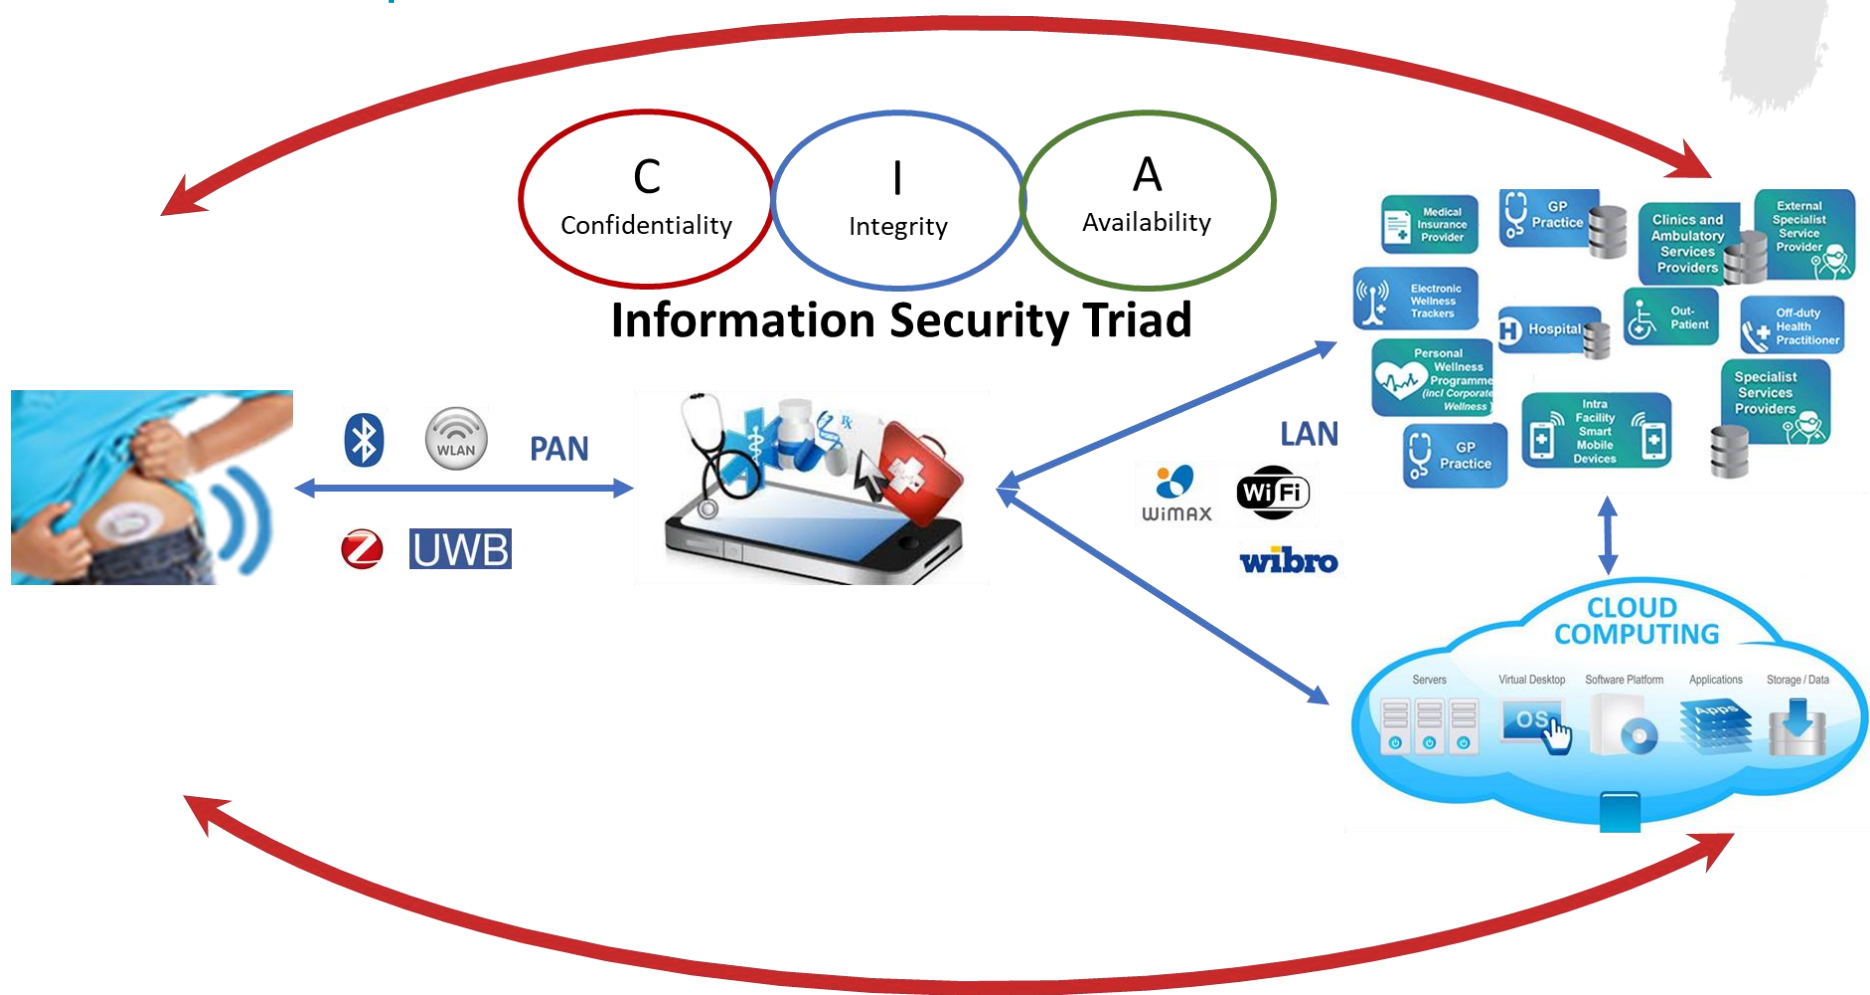 C
Confidentiality
I
Integrity
A
Availability
Information Security Triad
WLAN
PAN
Z
UWB
Rx
LAN
WiMAX
Wi Fi
wibro
Medical
Insurance
Provider
GP
Practice
Clinics and
Ambulatory
Services
Providers
External
Specialist
Service
Provider
Electronic
Wellness
Trackers
H Hospital
Out-
Patient
Off-duty
Health
Practitioner
Personal
Wellness
Programme
(incl Corporate
Wellness)
Intra
Facility
Smart
Mobile
Devices
Specialist
Services
Providers
GP
Practice
CLOUD
COMPUTING
Servers
Virtual Desktop
Software Platform
Applications
Storage / Data
OS
Apps